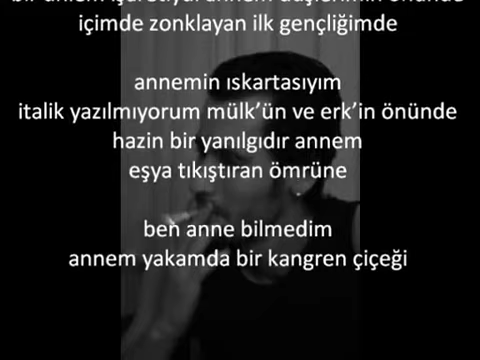 içimde zonklayan ilk gençliğimde
annemin ıskartasıyım
italik yazılmıyorum mülk’ün ve erk’in önünde
hazin bir yanılgıdır annem
eşya tıkıştıran ömrüne
ben anne bilmedim
annem yakamda bir kangren çiçeği